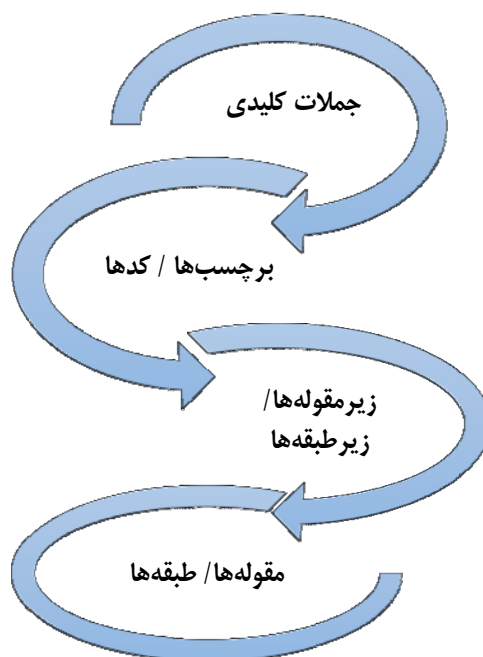 جملات کلیدی
برچسب‌ها / کدها
زیرمقوله‌ها/
زیرطبقه‌ها
مقوله‌ها/ طبقه‌ها